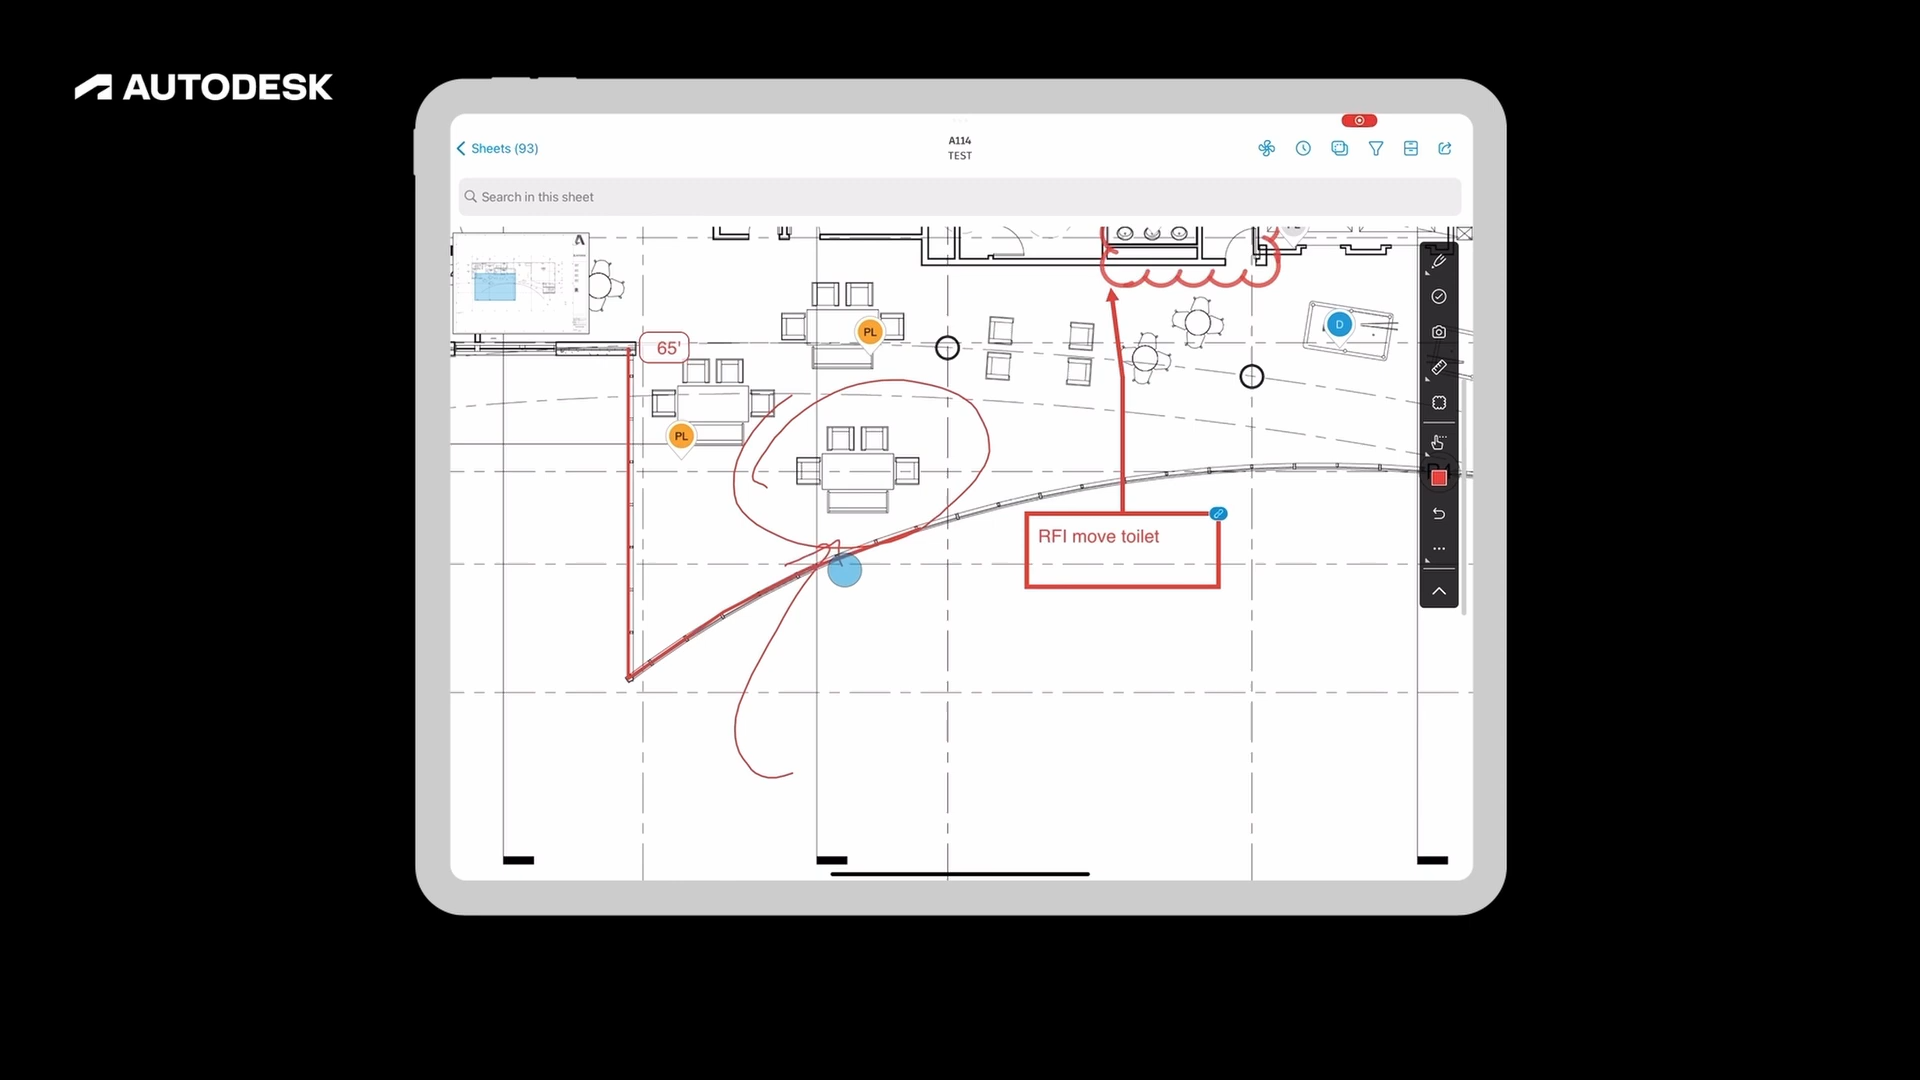 AUTODESK
Sheets (93)
A114
TEST
Search in this sheet
65'
PL
PL
D
RFI move toilet